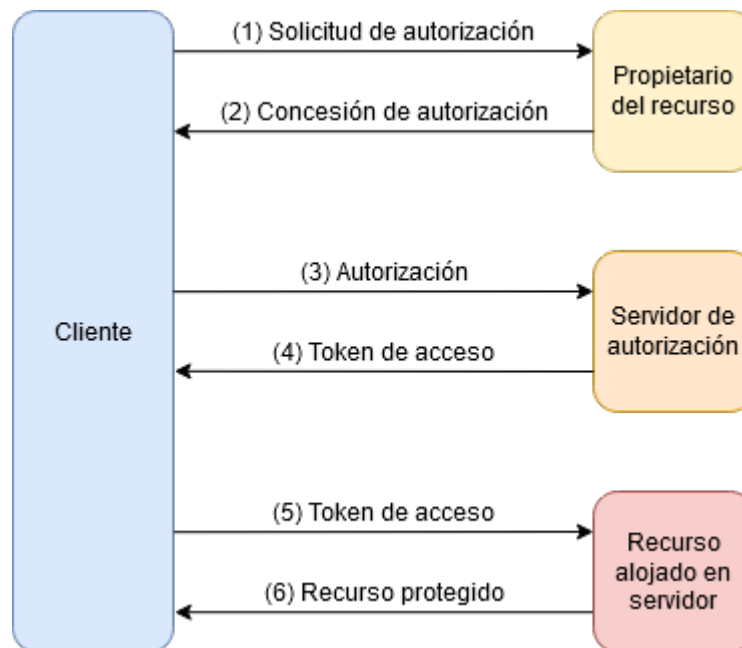 (1) Solicitud de autorización
Propietario
del recurso
(2) Concesión de autorización
(3) Autorización
Cliente
Servidor de
autorización
(4) Token de acceso
(5) Token de acceso
Recurso
alojado en
servidor
(6) Recurso protegido